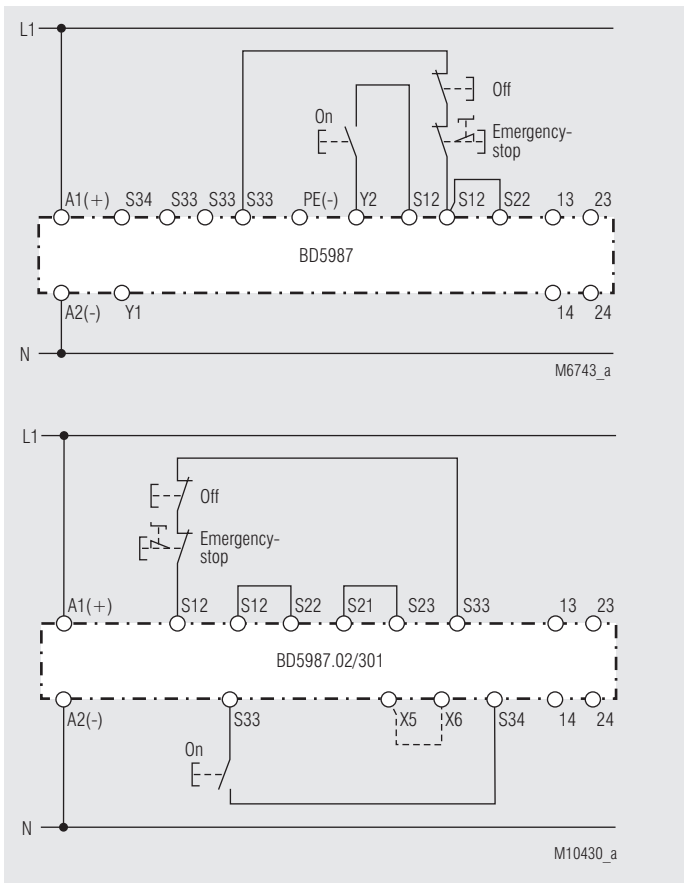 L1
Off
On
Emergency-
stop
A1(+) S34 S33 S33 S33 PE(-) Y2 S12 S12 S22 13 23
BD5987
A2(-) Y1 14 24
N
M6743_a
L1
Off
Emergency-
stop
A1(+) S12 S12 S22 S21 S23 S33 13 23
BD5987.02/301
A2(-) S33 X5 X6 S34 14 24
On
N
M10430_a